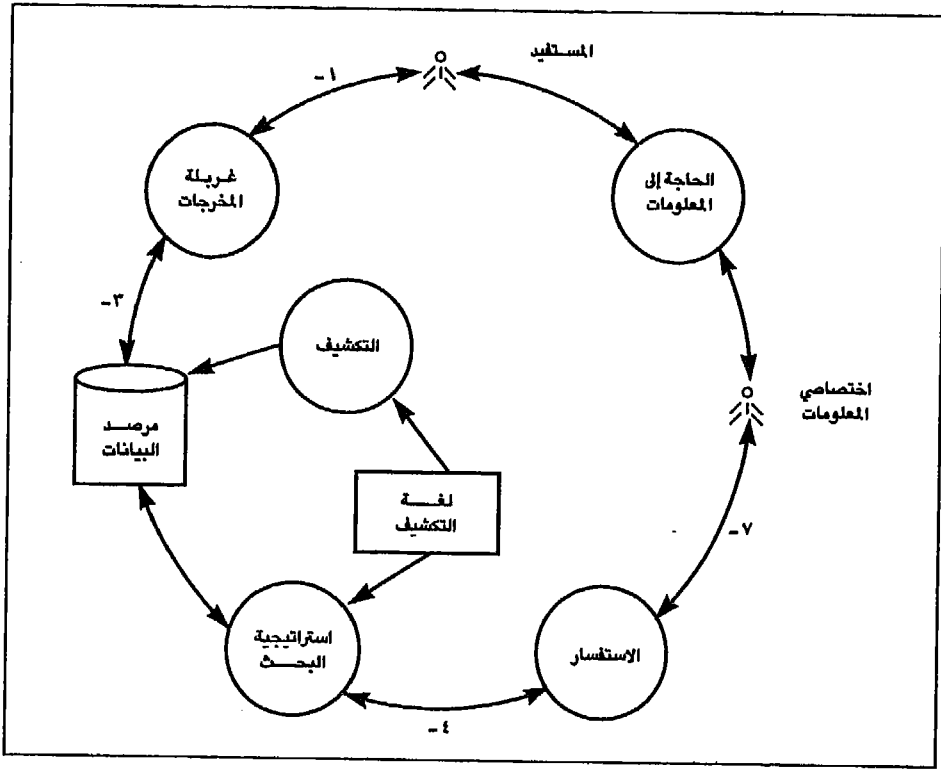 المستفيد
١-
غربلة
المخرجات
الحاجة إلى
المعلومات
٣-
التكشيف
اختصاصي
المعلومات
مرصد
البيانات
لغة
التكشيف
٧-
استراتيجية
البحث
الاستفسار
٤-